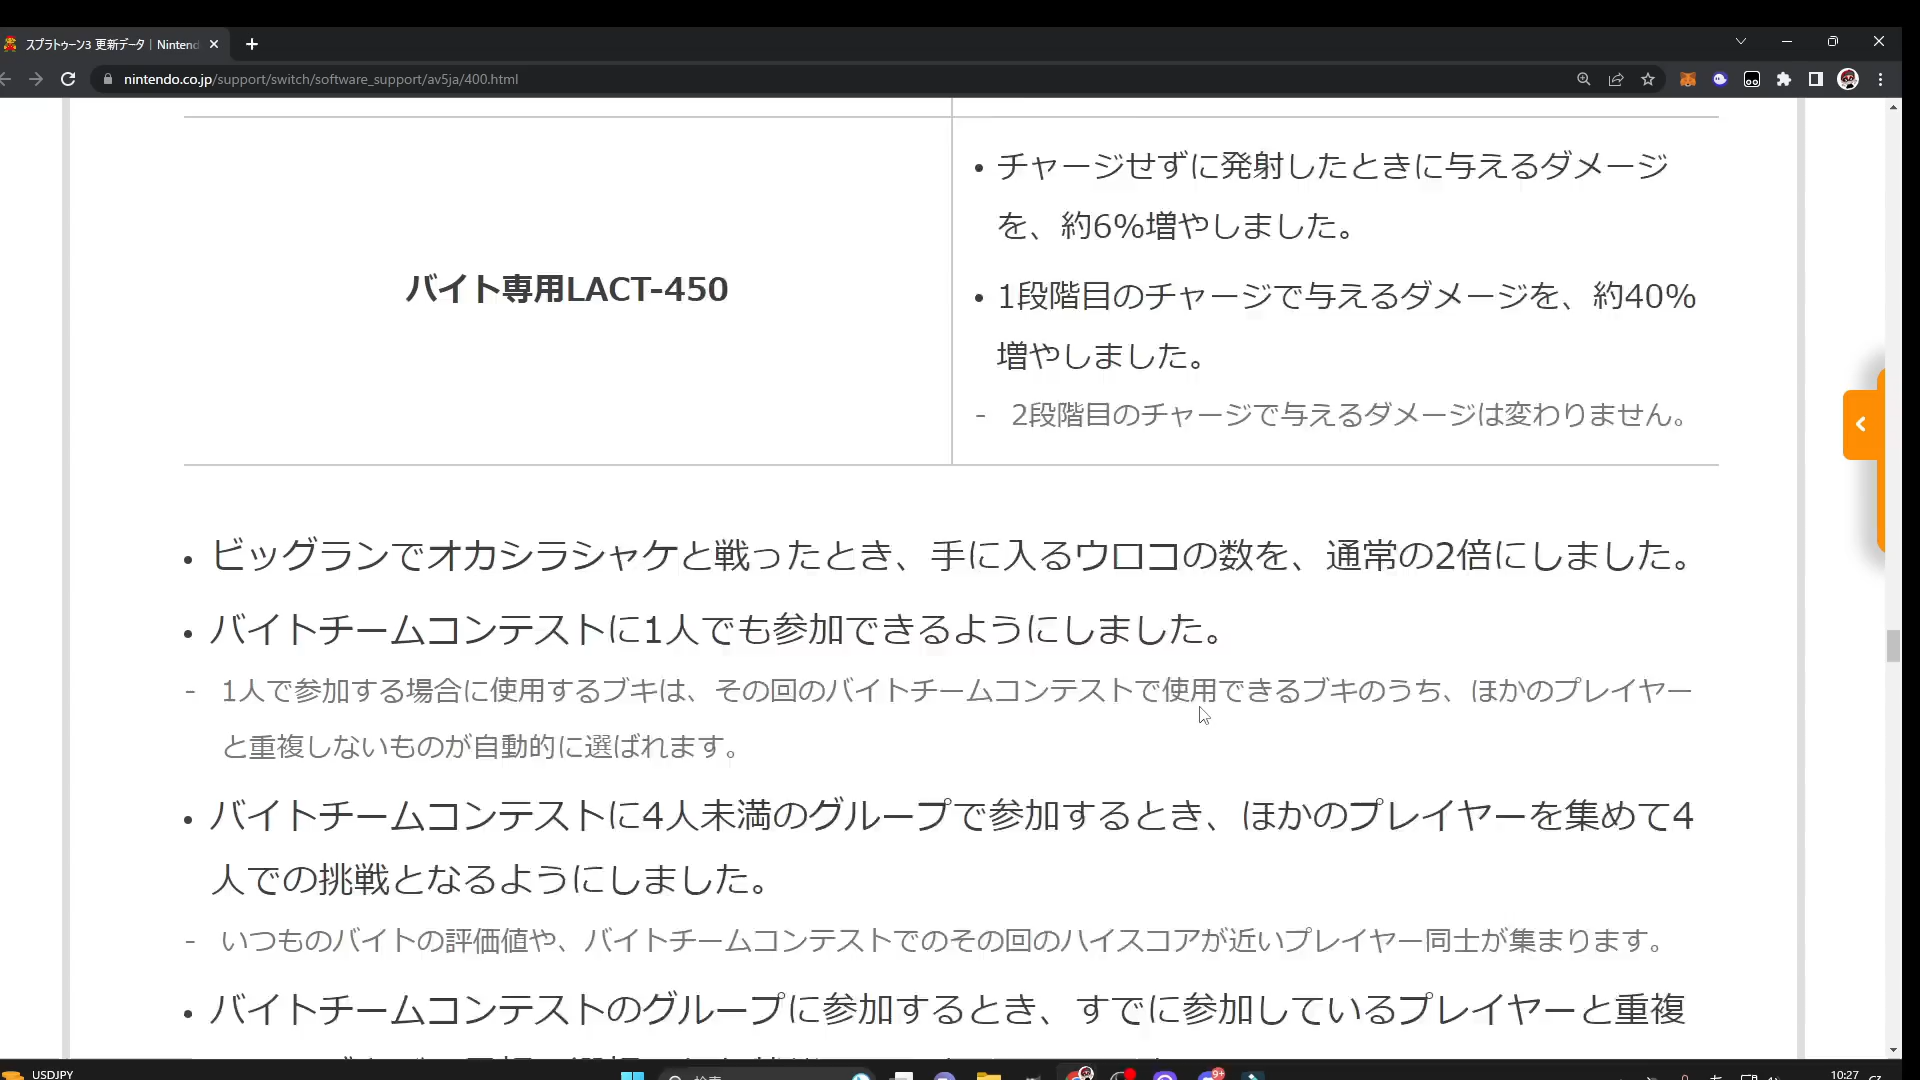 スプラトゥーン3 更新データ｜Nintend
nintendo.co.jp/support/switch/software_support/av5ja/400.html
バイト専用LACT-450
・チャージせずに発射したときに与えるダメージ
を、約6%増やしました。
・1段階目のチャージで与えるダメージを、約40%
増やしました。
- 2段階目のチャージで与えるダメージは変わりません。
・ビッグランでオカシラシャケと戦ったとき、手に入るウロコの数を、通常の2倍にしました。
・バイトチームコンテストに1人でも参加できるようにしました。
- 1人で参加する場合に使用するブキは、その回のバイトチームコンテストで使用できるブキのうち、ほかのプレイヤー
と重複しないものが自動的に選ばれます。
・バイトチームコンテストに4人未満のグループで参加するとき、ほかのプレイヤーを集めて4
人での挑戦となるようにしました。
- いつものバイトの評価値や、バイトチームコンテストでのその回のハイスコアが近いプレイヤー同士が集まります。
・バイトチームコンテストのグループに参加するとき、すでに参加しているプレイヤーと重複
USDJPY
検索
9+
10:27